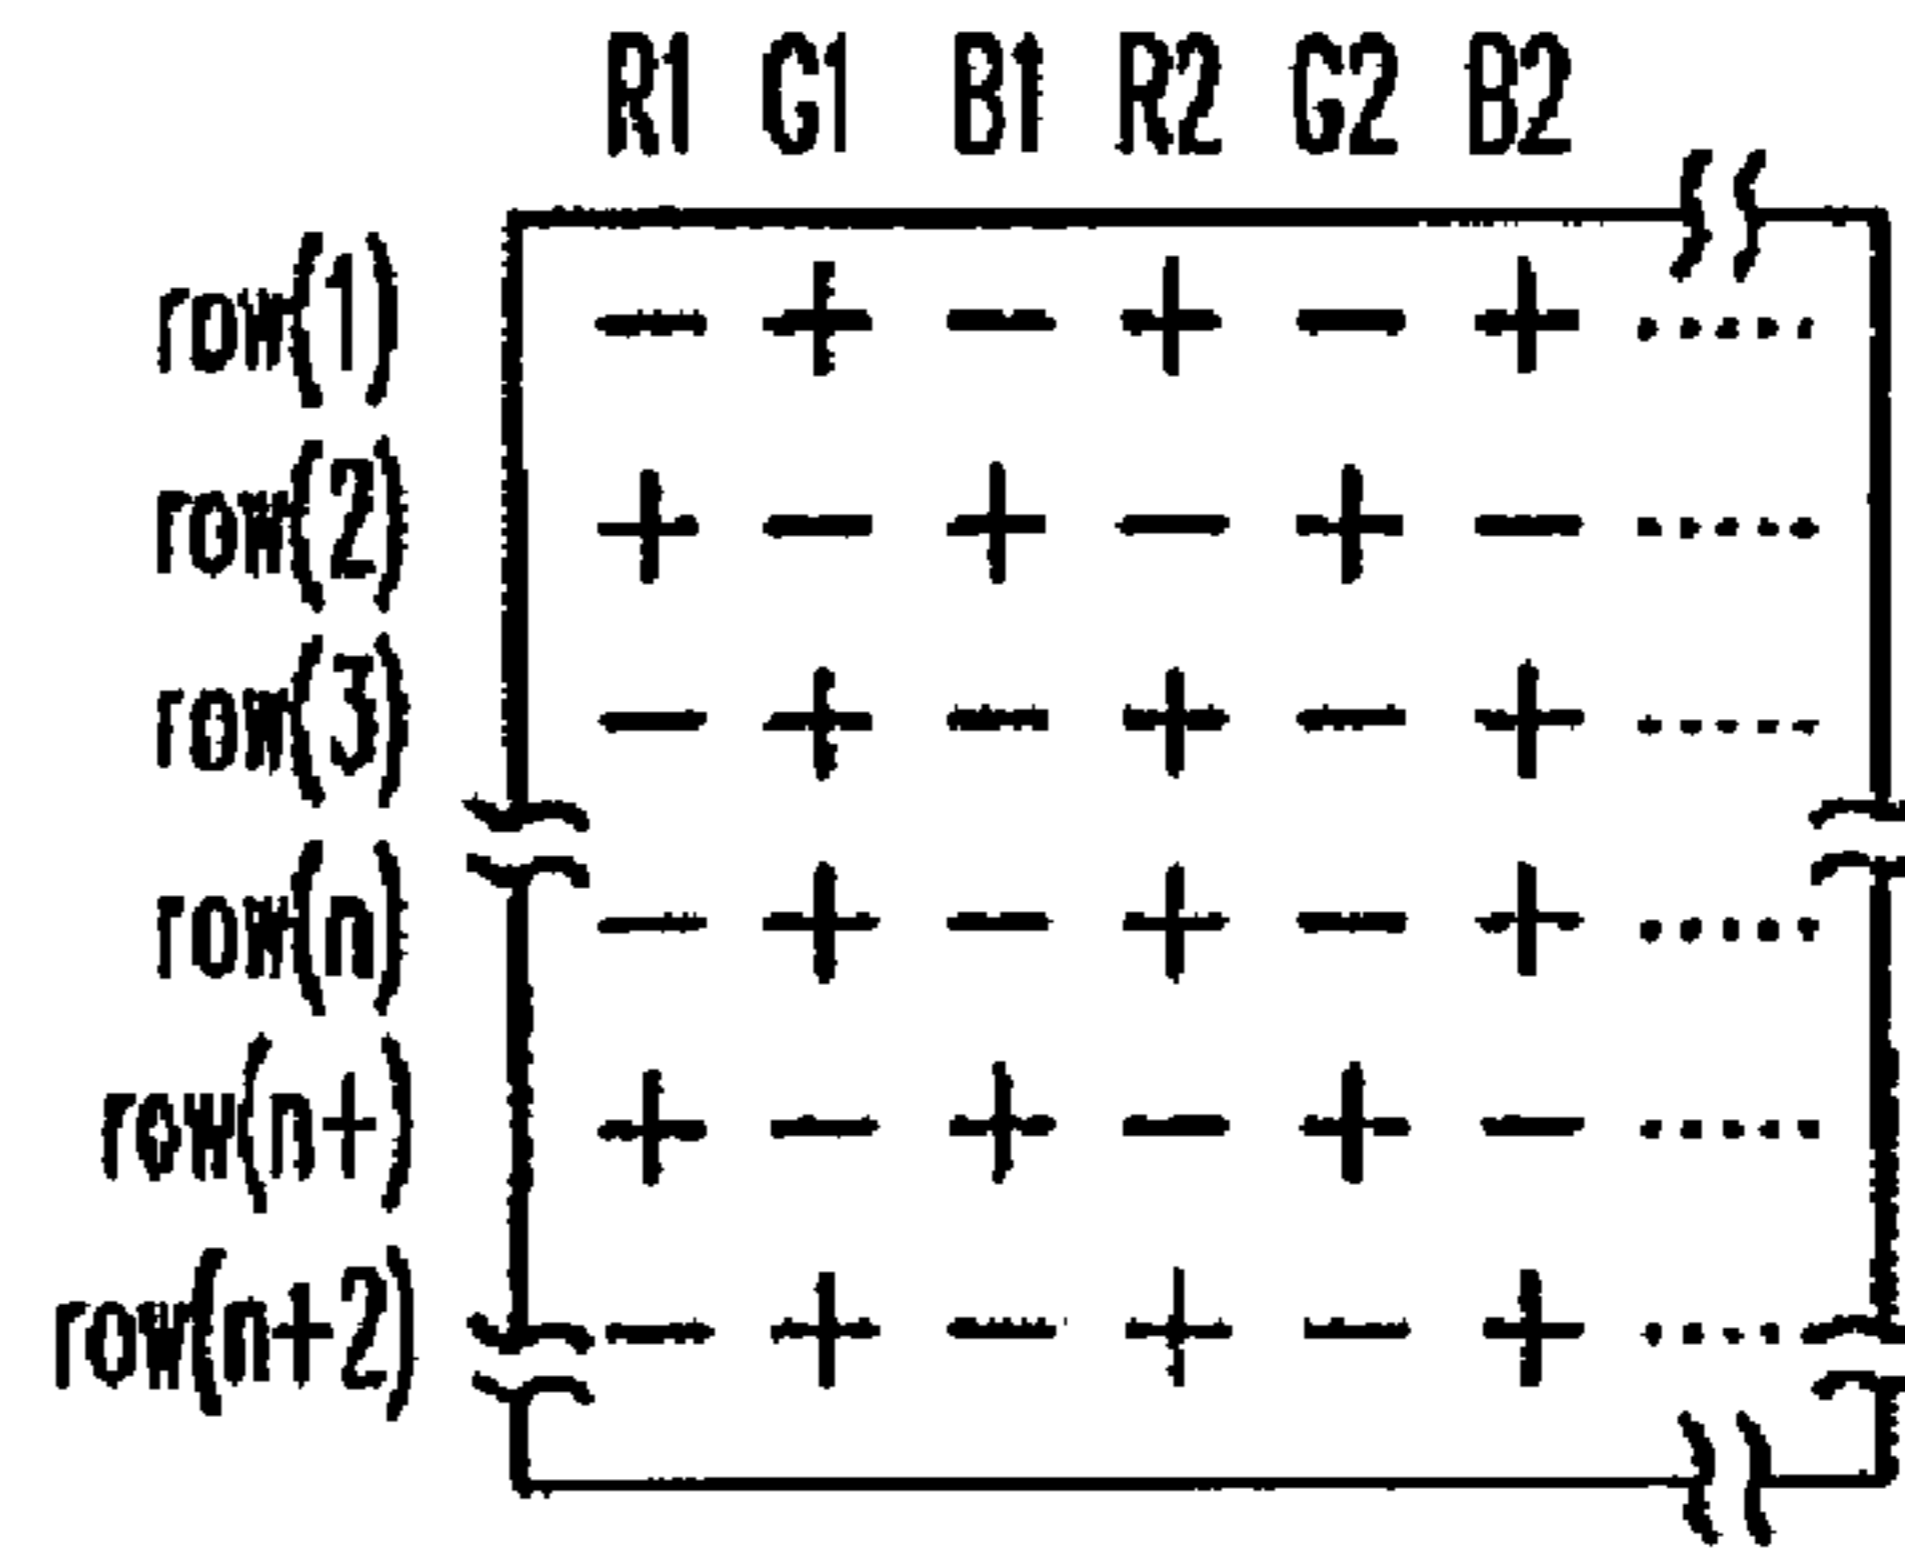 R1 G1 B1 R2 G2 B2
row(1) − + − + − + .....
row(2) + − + − + − .....
row(3) − + − + − + .....
row(n) − + − + − + .....
row(n+) + − + − + − .....
row(n+2) − + − + − + .....